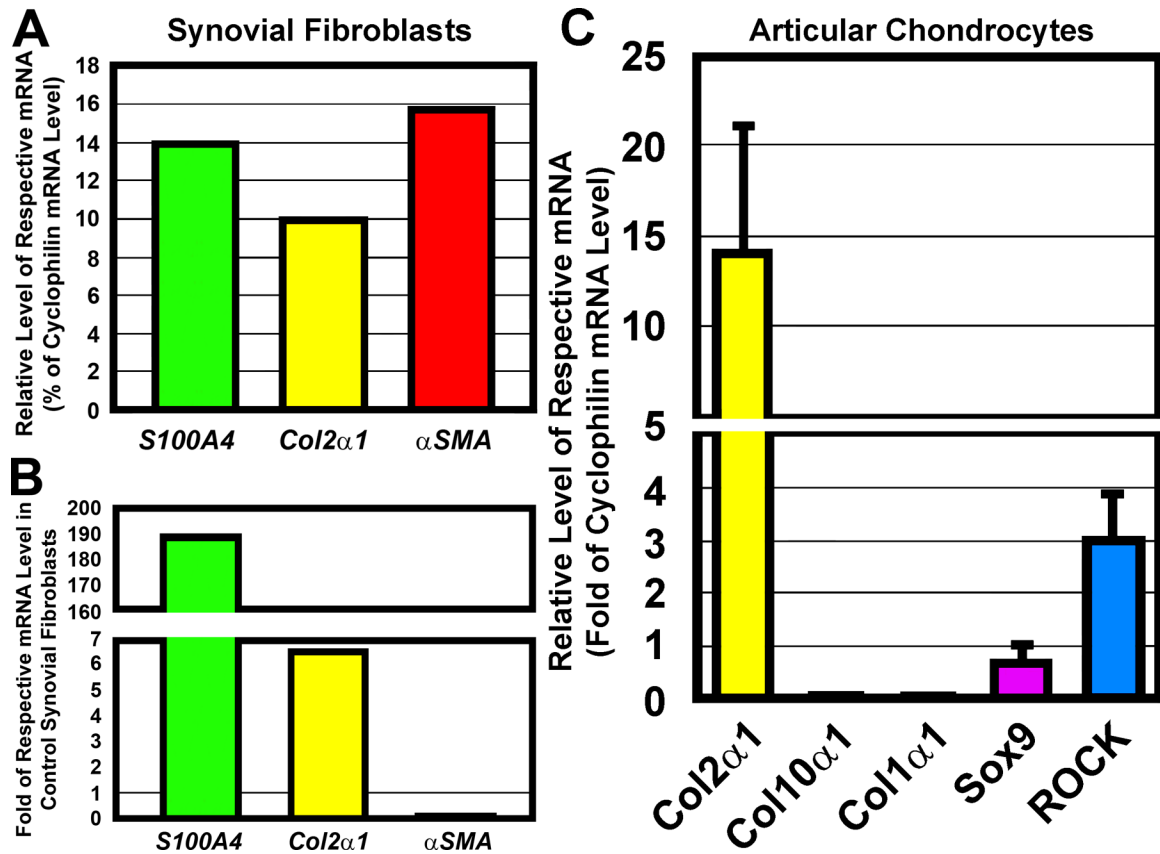 A
Synovial Fibroblasts
Relative Level of Respective mRNA
(% of Cyclophilin mRNA Level)
18
16
14
12
10
8
6
4
2
0
S100A4
Col2α1
αSMA
B
Fold of Respective mRNA Level in
Control Synovial Fibroblasts
200
190
180
170
160
7
6
5
4
3
2
1
0
S100A4
Col2α1
αSMA
C
Articular Chondrocytes
Relative Level of Respective mRNA
(Fold of Cyclophilin mRNA Level)
25
20
15
10
5
4
3
2
1
0
Col2α1
Col10α1
Col1α1
Sox9
ROCK